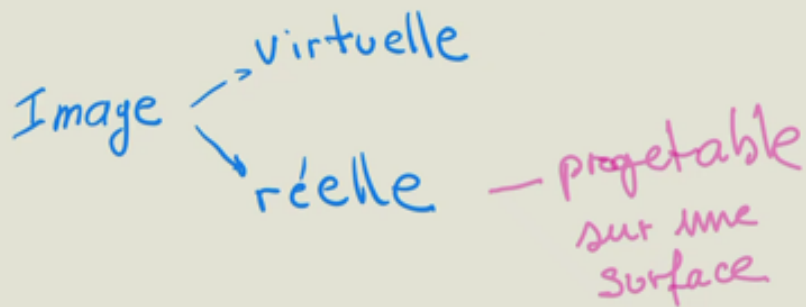 virtuelle
Image
réelle — projetable
sur une
surface